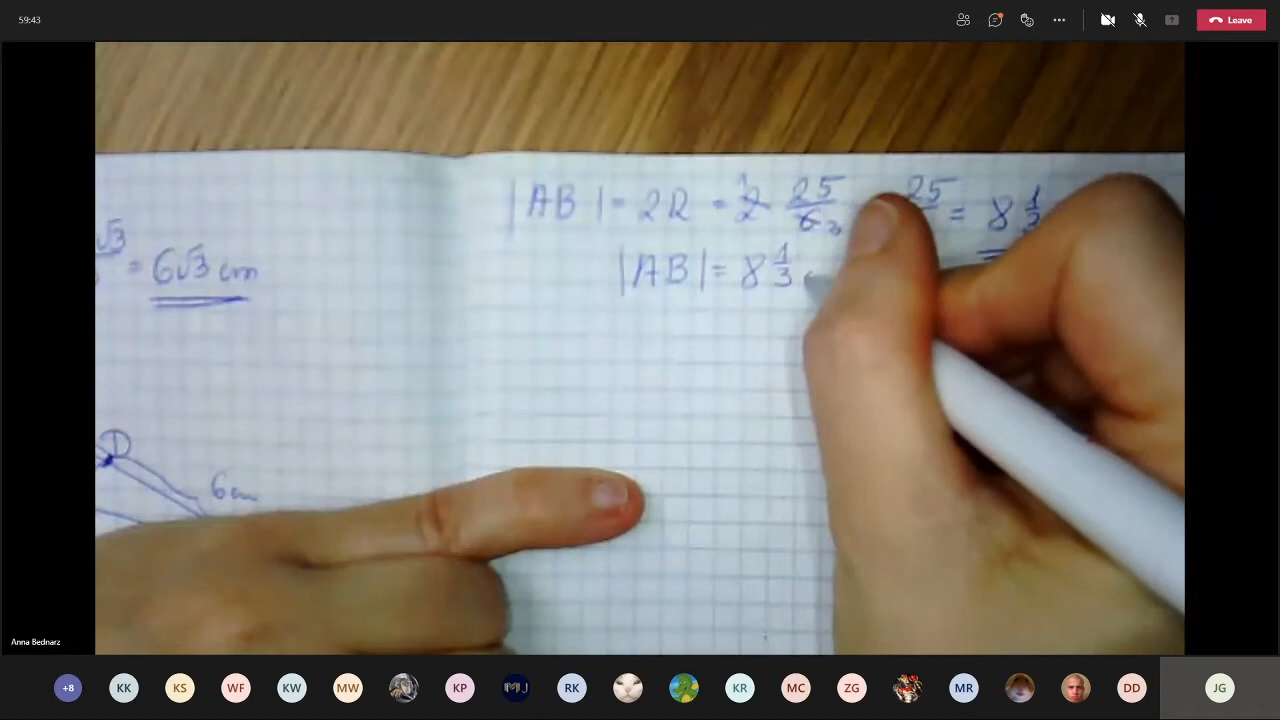 59:43
Leave
|AB| = 2R = 2 25/6 25 = 8 1/3
√3 = 6√3 cm
|AB| = 8 1/3
D
6cm
Anna Bednarz
+8 KK KS WF KW MW KP MJ RK KR MC ZG MR DD JG